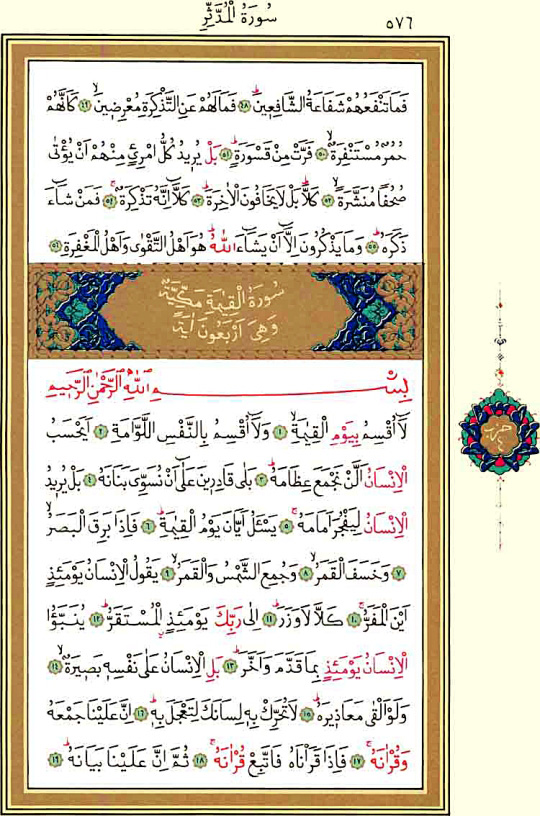 سُورَةُ الْمُدَّثِّرِ ٥٧٦
فَمَا تَنْفَعُهُمْ شَفَاعَةُ الشَّافِعِينَۜ ﴿٤٨﴾ فَمَا لَهُمْ عَنِ التَّذْكِرَةِ مُعْرِضِينَۙ ﴿٤٩﴾ كَاَنَّهُمْ
حُمُرٌ مُسْتَنْفِرَةٌۙ ﴿٥٠﴾ فَرَّتْ مِنْ قَسْوَرَةٍۜ ﴿٥١﴾ بَلْ يُرِيدُ كُلُّ امْرِئٍ مِنْهُمْ اَنْ يُؤْتٰى
صُحُفًا مُنَشَّرَةًۙ ﴿٥٢﴾ كَلَّاۜ بَلْ لَا يَخَافُونَ الْاٰخِرَةَۜ ﴿٥٣﴾ كَلَّٓا اِنَّهُ تَذْكِرَةٌۚ ﴿٥٤﴾ فَمَنْ شَٓاءَ
ذَكَرَهُۜ ﴿٥٥﴾ وَمَا يَذْكُرُونَ اِلَّٓا اَنْ يَشَٓاءَ اللّٰهُۜ هُوَ اَهْلُ التَّقْوٰى وَاَهْلُ الْمَغْفِرَةِ ﴿٥٦﴾
سُورَةُ الْقِيٰمَةِ مَكِّيَّةٌ
وَهِيَ اَرْبَعُونَ اٰيَةً
بِسْمِ اللّٰهِ الرَّحْمٰنِ الرَّحِيمِ
لَٓا اُقْسِمُ بِيَوْمِ الْقِيٰمَةِۙ ﴿١﴾ وَلَٓا اُقْسِمُ بِالنَّفْسِ اللَّوَّامَةِ ﴿٢﴾ اَيَحْسَبُ
الْاِنْسَانُ اَلَّنْ نَجْمَعَ عِظَامَهُۜ ﴿٣﴾ بَلٰى قَادِرِينَ عَلٰٓى اَنْ نُسَوِّيَ بَنَانَهُ ﴿٤﴾ بَلْ يُرِيدُ
الْاِنْسَانُ لِيَفْجُرَ اَمَامَهُۚ ﴿٥﴾ يَسْـَٔلُ اَيَّانَ يَوْمُ الْقِيٰمَةِۜ ﴿٦﴾ فَاِذَا بَرِقَ الْبَصَرُۙ
﴿٧﴾ وَخَسَفَ الْقَمَرُۙ ﴿٨﴾ وَجُمِعَ الشَّمْسُ وَالْقَمَرُۙ ﴿٩﴾ يَقُولُ الْاِنْسَانُ يَوْمَئِذٍ
اَيْنَ الْمَفَرُّۚ ﴿١٠﴾ كَلَّا لَا وَزَرَۜ ﴿١١﴾ اِلٰى رَبِّكَ يَوْمَئِذٍ الْمُسْتَقَرُّۜ ﴿١٢﴾ يُنَبَّؤُا
الْاِنْسَانُ يَوْمَئِذٍ بِمَا قَدَّمَ وَاَخَّرَۜ ﴿١٣﴾ بَلِ الْاِنْسَانُ عَلٰى نَفْسِهِ بَصِيرَةٌۙ ﴿١٤﴾
وَلَوْ اَلْقٰى مَعَاذِيرَهُۜ ﴿١٥﴾ لَا تُحَرِّكْ بِهِ لِسَانَكَ لِتَعْجَلَ بِهِۜ ﴿١٦﴾ اِنَّ عَلَيْنَا جَمْعَهُ
وَقُرْاٰنَهُۚ ﴿١٧﴾ فَاِذَا قَرَاْنَاهُ فَاتَّبِعْ قُرْاٰنَهُۚ ﴿١٨﴾ ثُمَّ اِنَّ عَلَيْنَا بَيَانَهُۜ ﴿١٩﴾